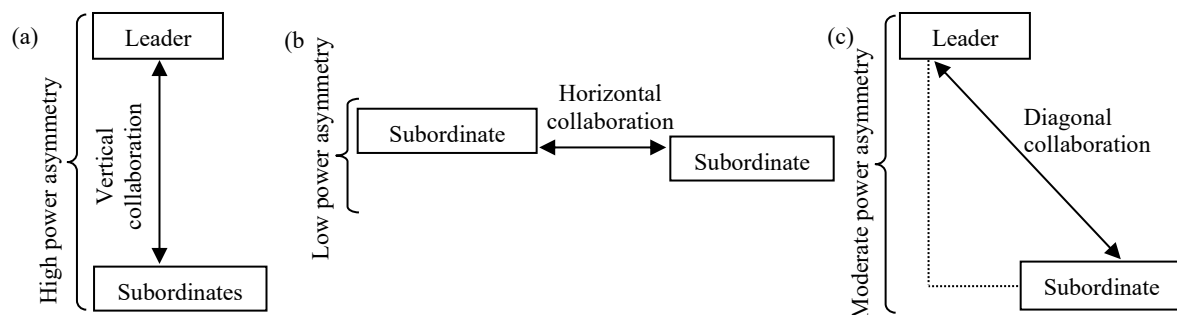 (a)
Leader
High power asymmetry
Vertical
collaboration
Subordinates
(b
Low power asymmetry
Subordinate
Horizontal
collaboration
Subordinate
(c)
Leader
Moderate power asymmetry
Diagonal
collaboration
Subordinate